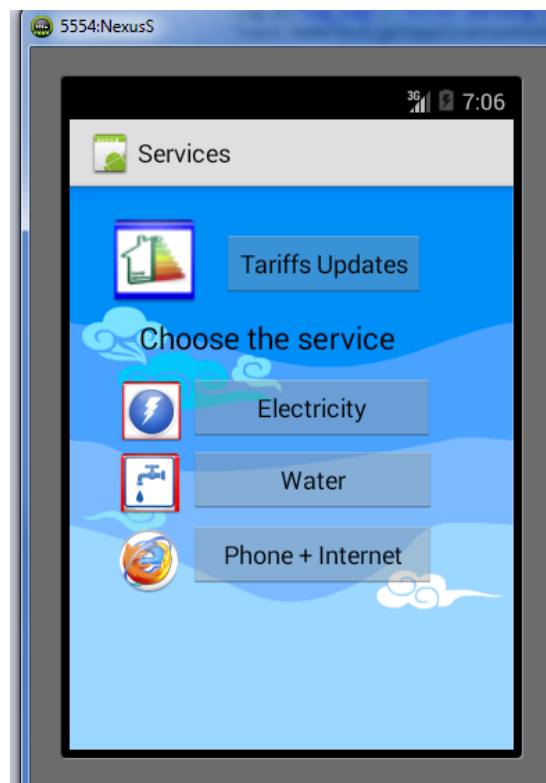 5554:NexusS
3G 7:06
Services
Tariffs Updates
Choose the service
Electricity
Water
Phone + Internet